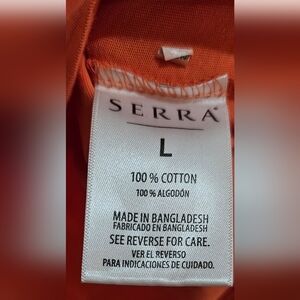 SERRA
L
100 % COTTON
100 % ALGODÓN
MADE IN BANGLADESH
FABRICADO EN BANGLADESH
SEE REVERSE FOR CARE.
VER EL REVERSO
PARA INDICACIONES DE CUIDADO.